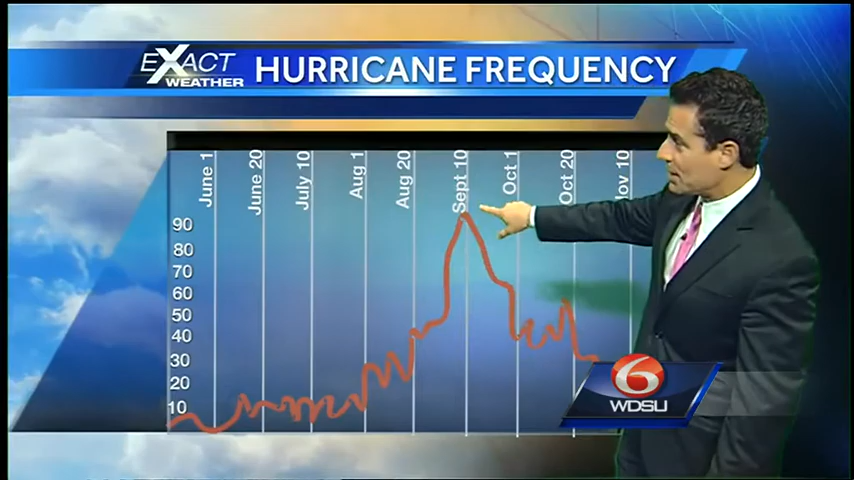 EXACT
WEATHER
HURRICANE FREQUENCY
June 1
June 20
July 10
Aug 1
Aug 20
Sept 10
Oct 1
Oct 20
10
90
80
70
60
50
40
30
20
10
6
WDSU